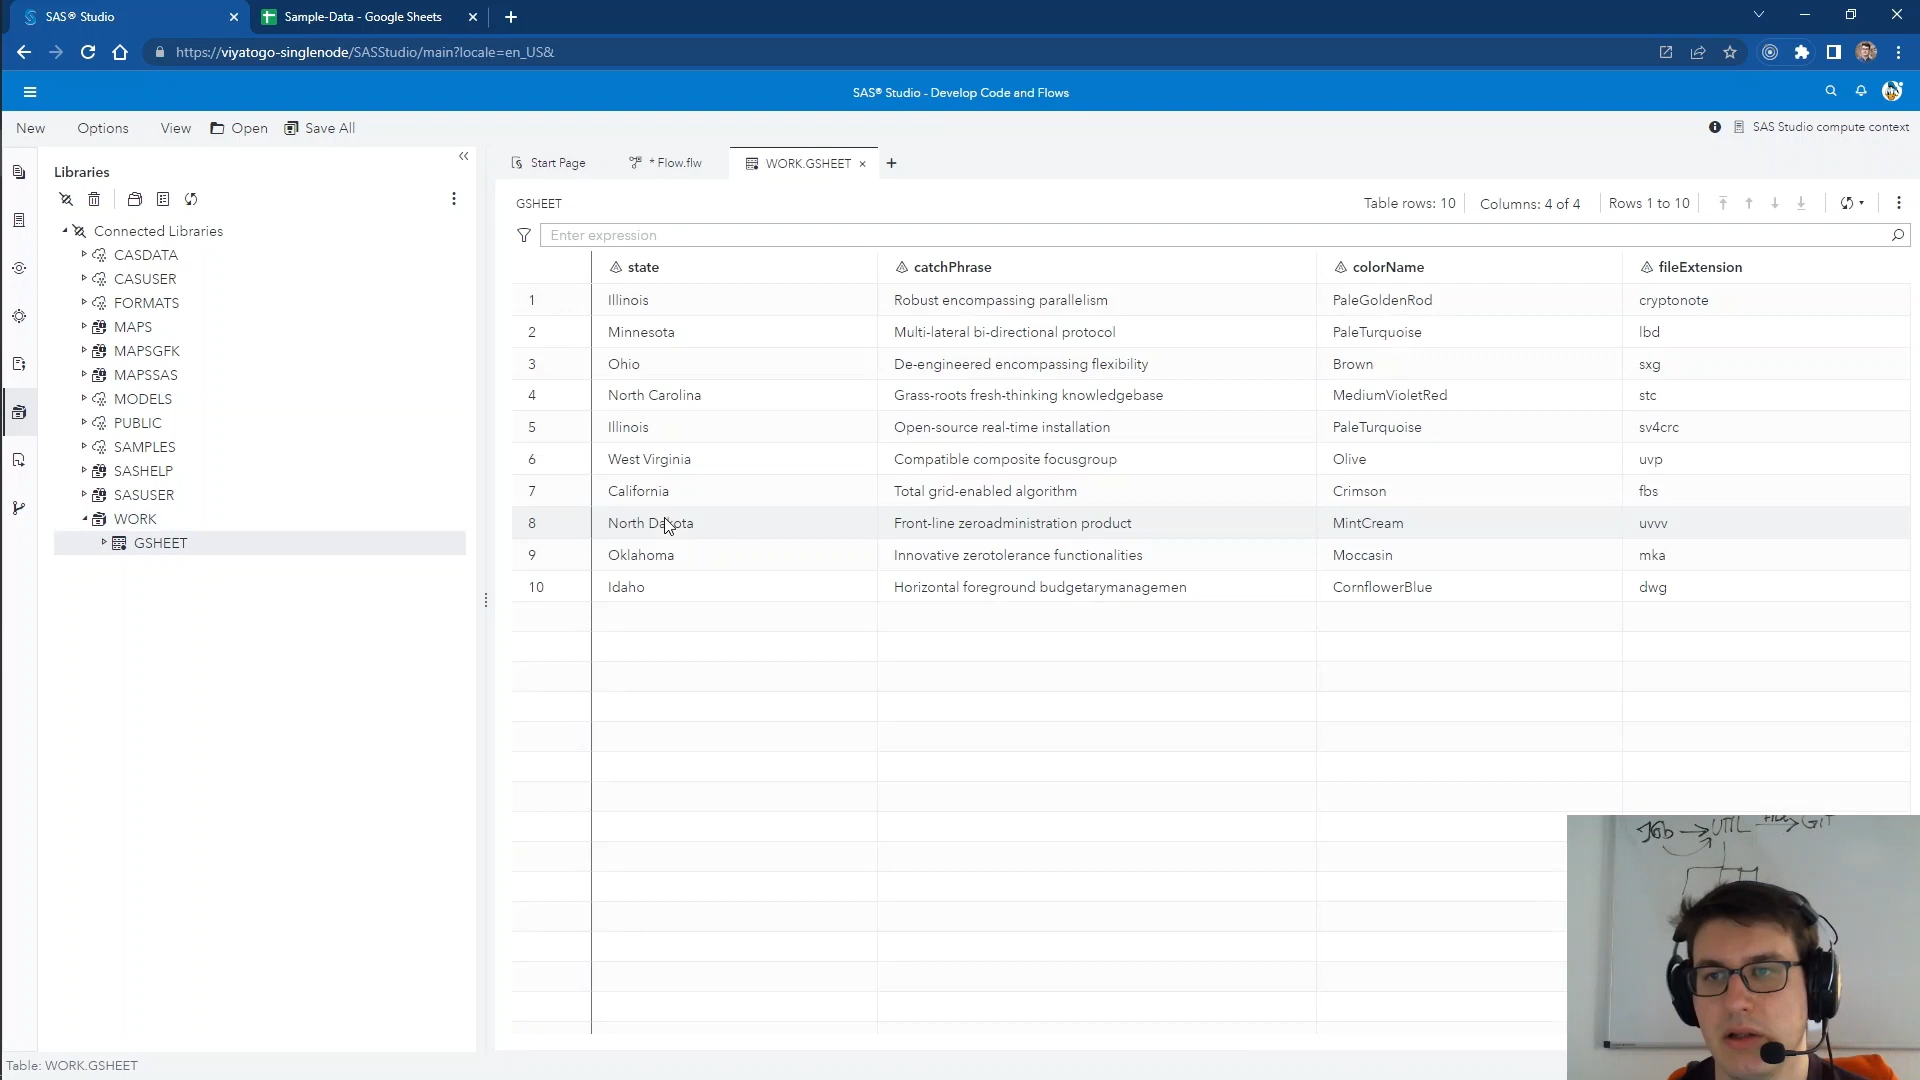 SAS® Studio
Sample-Data - Google Sheets
https://viyatogo-singlenode/SASStudio/main?locale=en_US&
SAS® Studio - Develop Code and Flows
New Options View Open Save All
SAS Studio compute context
Libraries
Connected Libraries
CASDATA
CASUSER
FORMATS
MAPS
MAPSGFK
MAPSSAS
MODELS
PUBLIC
SAMPLES
SASHELP
SASUSER
WORK
GSHEET
Start Page * Flow.flw WORK.GSHEET
GSHEET Table rows: 10 Columns: 4 of 4 Rows 1 to 10
Enter expression
state catchPhrase colorName fileExtension
1 Illinois Robust encompassing parallelism PaleGoldenRod cryptonote
2 Minnesota Multi-lateral bi-directional protocol PaleTurquoise lbd
3 Ohio De-engineered encompassing flexibility Brown sxg
4 North Carolina Grass-roots fresh-thinking knowledgebase MediumVioletRed stc
5 Illinois Open-source real-time installation PaleTurquoise sv4crc
6 West Virginia Compatible composite focusgroup Olive uvp
7 California Total grid-enabled algorithm Crimson fbs
8 North Dakota Front-line zeroadministration product MintCream uvvv
9 Oklahoma Innovative zerotolerance functionalities Moccasin mka
10 Idaho Horizontal foreground budgetarymanagemen CornflowerBlue dwg
Job → UTIL → GIT
Table: WORK.GSHEET